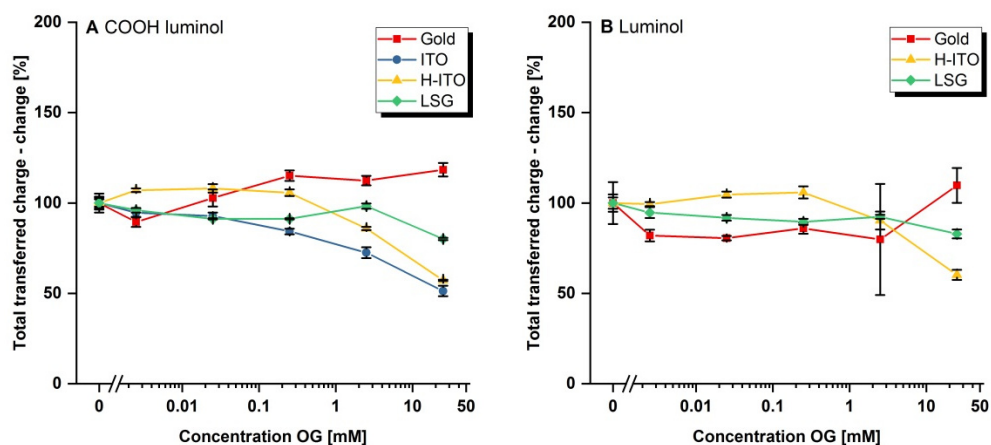 A COOH luminol
Gold
ITO
H-ITO
LSG
Total transferred charge - change [%]
200
150
100
50
0
0
0.01
0.1
1
10
50
Concentration OG [mM]
B Luminol
Gold
H-ITO
LSG
Total transferred charge - change [%]
200
150
100
50
0
0
0.01
0.1
1
10
50
Concentration OG [mM]